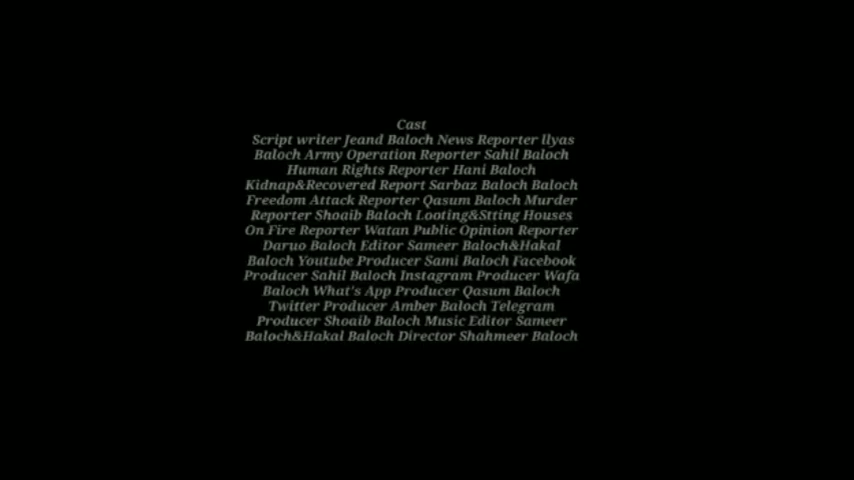 Cast
Script writer Jeand Baloch News Reporter llyas
Baloch Army Operation Reporter Sahil Baloch
Human Rights Reporter Hani Baloch
Kidnap&Recovered Report Sarbaz Baloch Baloch
Freedom Attack Reporter Qasum Baloch Murder
Reporter Shoaib Baloch Looting&Sttring Houses
On Fire Reporter Watan Public Opinion Reporter
Daruo Baloch Editor Sameer Baloch&Hakal
Baloch Youtube Producer Sami Baloch Facebook
Producer Sahil Baloch Instagram Producer Wafa
Baloch What's App Producer Qasum Baloch
Twitter Producer Amber Baloch Telegram
Producer Shoaib Baloch Music Editor Sameer
Baloch&Hakal Baloch Director Shahmeer Baloch